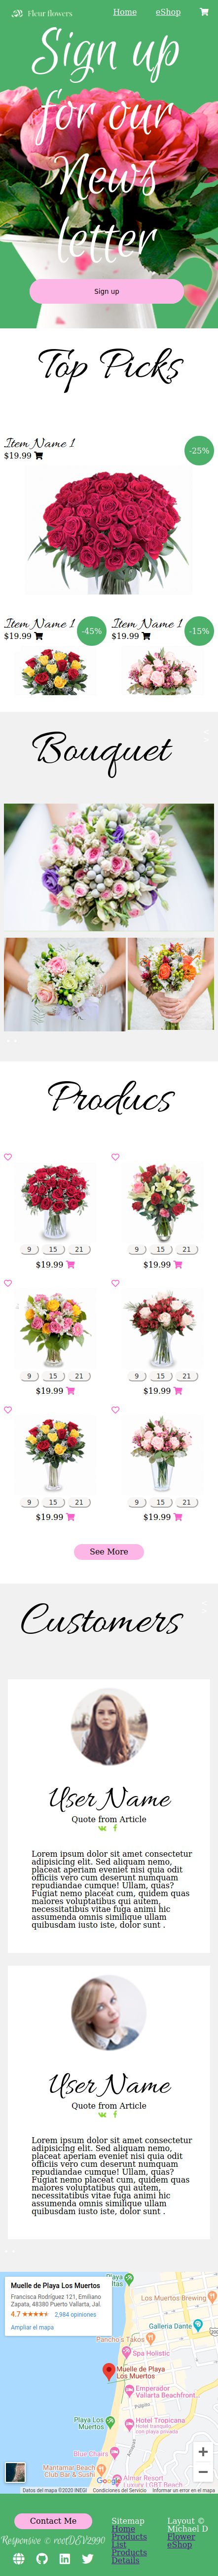 Fleur flowers
Home eShop
Sign up
for our
News
letter
Sign up
Top Picks
Item Name 1
$19.99
-25%
Item Name 1
$19.99
-45%
Item Name 1
$19.99
-15%
Bouquet
Producs
9 15 21
$19.99
9 15 21
$19.99
9 15 21
$19.99
9 15 21
$19.99
9 15 21
$19.99
9 15 21
$19.99
See More
Customers
User Name
Quote from Article
Lorem ipsum dolor sit amet consectetur
adipisicing elit. Sed aliquam nemo,
placeat aperiam eveniet nisi quia odit
officiis vero cum deserunt numquam
repudiandae cumque! Ullam, quas?
Fugiat nemo placeat cum, quidem quas
maiores voluptatibus qui autem,
necessitatibus vitae fuga animi hic
assumenda omnis similique ullam
quibusdam iusto iste, dolor sunt .
User Name
Quote from Article
Lorem ipsum dolor sit amet consectetur
adipisicing elit. Sed aliquam nemo,
placeat aperiam eveniet nisi quia odit
officiis vero cum deserunt numquam
repudiandae cumque! Ullam, quas?
Fugiat nemo placeat cum, quidem quas
maiores voluptatibus qui autem,
necessitatibus vitae fuga animi hic
assumenda omnis similique ullam
quibusdam iusto iste, dolor sunt .
Muelle de Playa Los Muertos
Francisca Rodríguez 121, Emiliano
Zapata, 48380 Puerto Vallarta, Jal.
4.7 2,984 opiniones
Ampliar el mapa
Los Muertos Brewing
Galleria Dante
Pancho's Takos
Spa Holistic
Muelle de Playa
Los Muertos
Emperador
Vallarta Beachfront
Playa Los
Muertos
Hotel Tropicana
Hotel tranquilo
con playa privada
Blue Chairs
Mantamar Beach
Club Bar & Sushi
Almar Resort
Luxury LGBT Beach
Google
Datos del mapa ©2020 INEGI Condiciones del Servicio Informar un error en el mapa
Contact Me
Responsive © rootDEV2990
Sitemap
Home
Products
List
Products
Details
Layout ©
Michael D
Flower
eShop